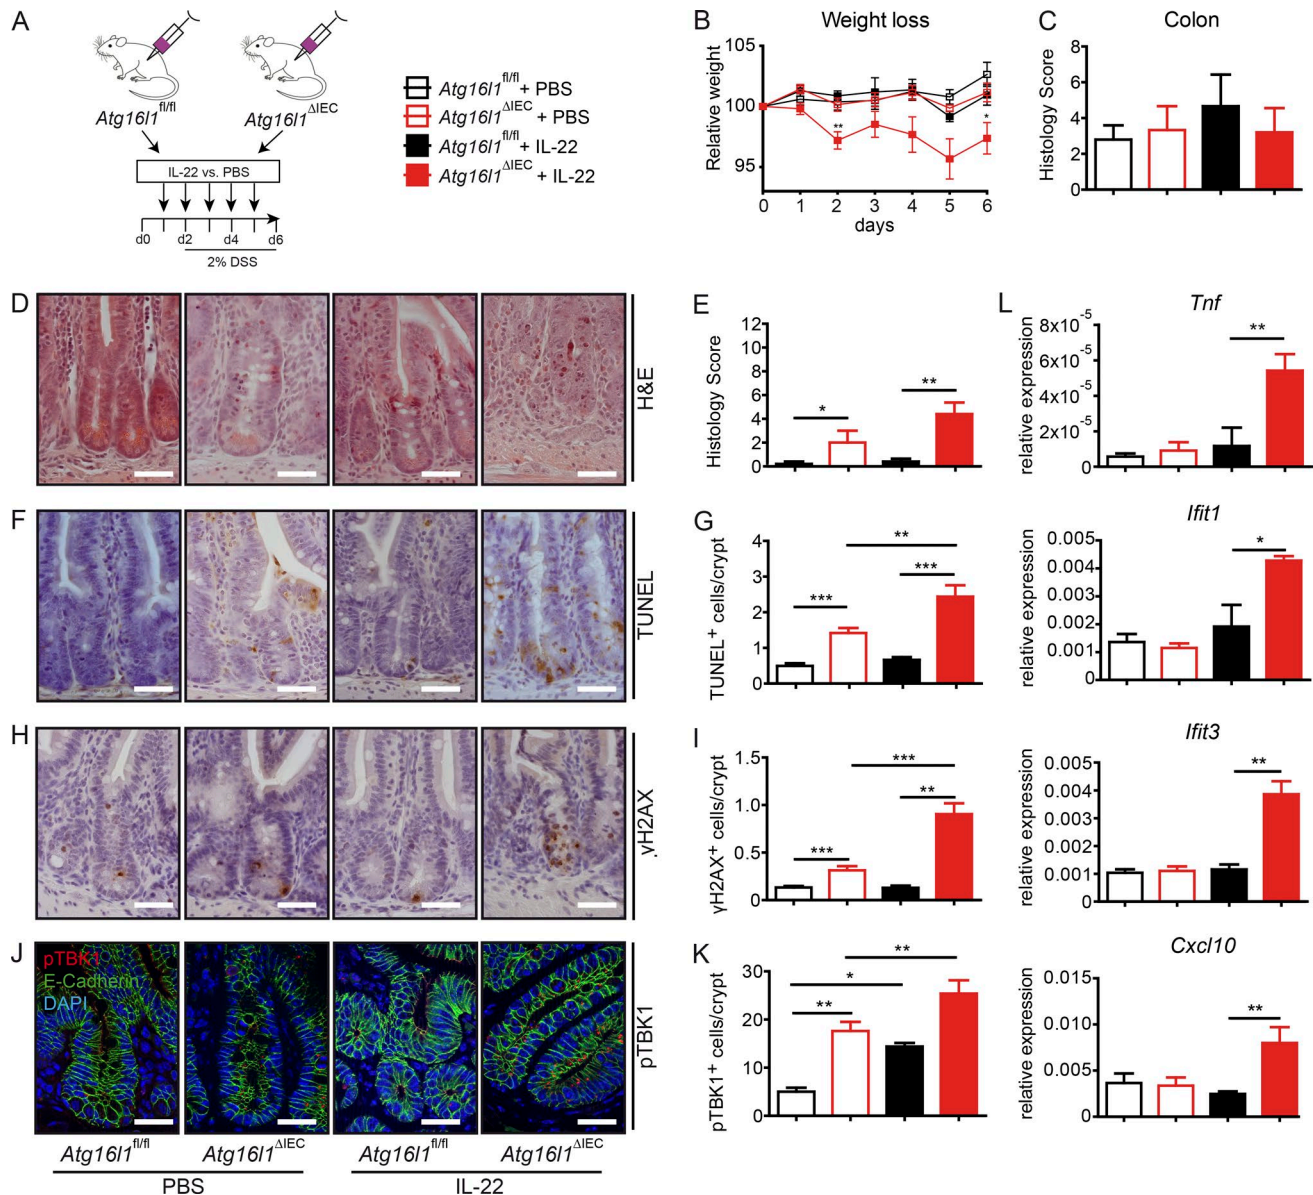 A
Atg16l1fl/fl
Atg16l1ΔIEC
IL-22 vs. PBS
d0 d2 d4 d6
2% DSS
Atg16l1fl/fl + PBS
Atg16l1ΔIEC + PBS
Atg16l1fl/fl + IL-22
Atg16l1ΔIEC + IL-22
B
Weight loss
Relative weight
105
100
95
**
*
0 1 2 3 4 5 6
days
C
Colon
Histology Score
8
6
4
2
0
D
H&E
E
Histology Score
12
10
8
6
4
2
0
*
**
F
TUNEL
G
TUNEL+ cells/crypt
4
3
2
1
0
***
***
**
H
γH2AX
I
γH2AX+ cells/crypt
1.5
1.0
0.5
0
***
**
***
J
pTBK1
E-Cadherin
DAPI
pTBK1
K
pTBK1+ cells/crypt
30
20
10
0
**
*
**
Atg16l1fl/fl Atg16l1ΔIEC Atg16l1fl/fl Atg16l1ΔIEC
PBS IL-22
L
Tnf
relative expression
8x10-5
6x10-5
4x10-5
2x10-5
0
**
Ifit1
relative expression
0.005
0.004
0.003
0.002
0.001
0
*
Ifit3
relative expression
0.005
0.004
0.003
0.002
0.001
0
**
Cxcl10
relative expression
0.015
0.010
0.005
0
**